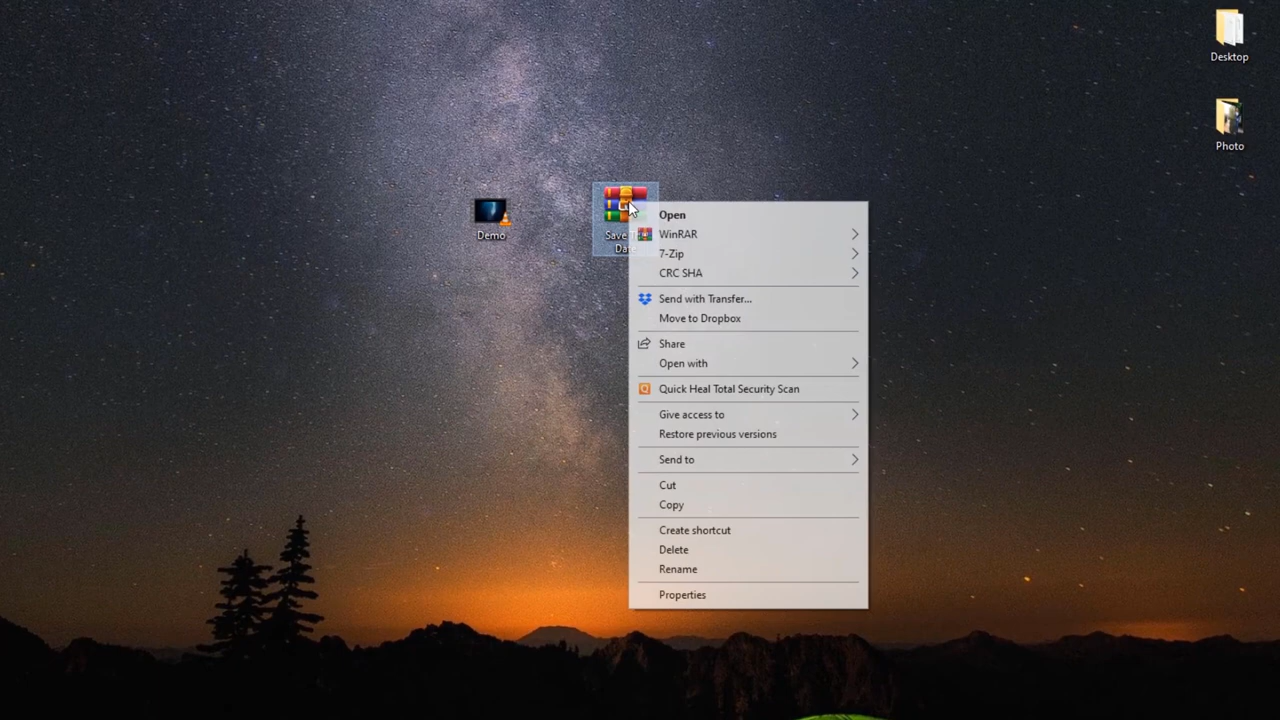 Desktop
Photo
Demo
Save
Open
WinRAR
7-Zip
CRC SHA
Send with Transfer...
Move to Dropbox
Share
Open with
Quick Heal Total Security Scan
Give access to
Restore previous versions
Send to
Cut
Copy
Create shortcut
Delete
Rename
Properties